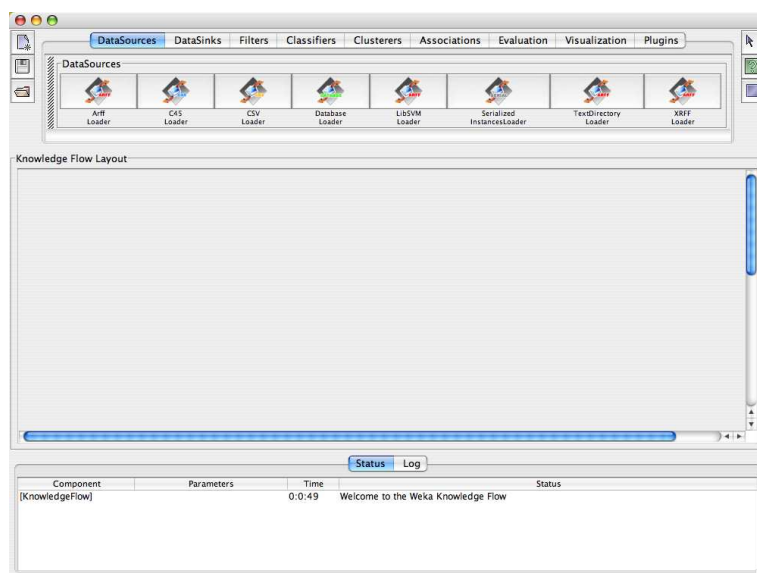 DataSources DataSinks Filters Classifiers Clusterers Associations Evaluation Visualization Plugins
DataSources
Arff Loader
C45 Loader
CSV Loader
Database Loader
LibSVM Loader
Serialized InstancesLoader
TextDirectory Loader
XRFF Loader
Knowledge Flow Layout
Status Log
Component Parameters Time Status
[KnowledgeFlow] 0:0:49 Welcome to the Weka Knowledge Flow